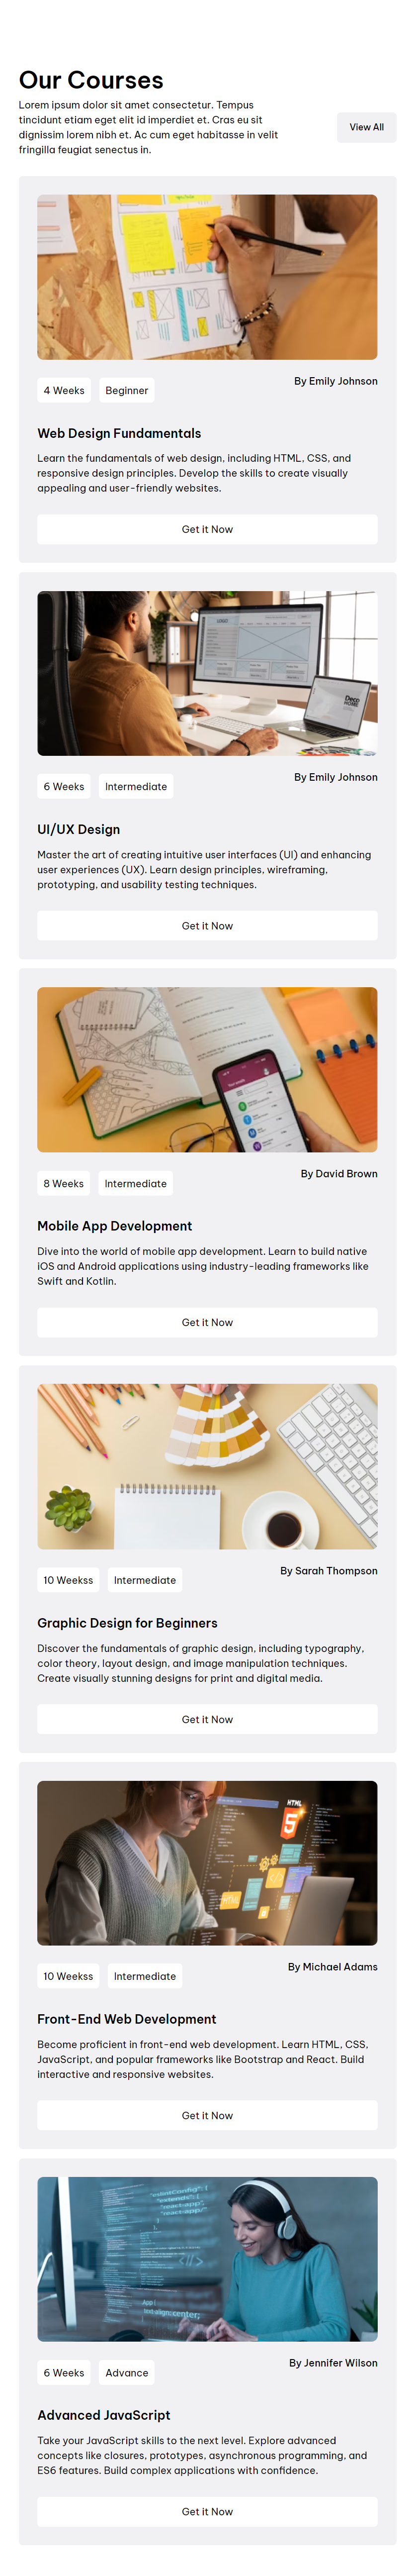 Our Courses
Lorem ipsum dolor sit amet consectetur. Tempus
tincidunt etiam eget elit id imperdiet et. Cras eu sit
dignissim lorem nibh et. Ac cum eget habitasse in velit
fringilla feugiat senectus in.
View All
4 Weeks
Beginner
By Emily Johnson
Web Design Fundamentals
Learn the fundamentals of web design, including HTML, CSS, and
responsive design principles. Develop the skills to create visually
appealing and user-friendly websites.
Get it Now
LOGO
6 Weeks
Intermediate
By Emily Johnson
UI/UX Design
Master the art of creating intuitive user interfaces (UI) and enhancing
user experiences (UX). Learn design principles, wireframing,
prototyping, and usability testing techniques.
Get it Now
8 Weeks
Intermediate
By David Brown
Mobile App Development
Dive into the world of mobile app development. Learn to build native
iOS and Android applications using industry-leading frameworks like
Swift and Kotlin.
Get it Now
10 Weekss
Intermediate
By Sarah Thompson
Graphic Design for Beginners
Discover the fundamentals of graphic design, including typography,
color theory, layout design, and image manipulation techniques.
Create visually stunning designs for print and digital media.
Get it Now
HTML
5
HTML
10 Weekss
Intermediate
By Michael Adams
Front-End Web Development
Become proficient in front-end web development. Learn HTML, CSS,
JavaScript, and popular frameworks like Bootstrap and React. Build
interactive and responsive websites.
Get it Now
text-align:center;
6 Weeks
Advance
By Jennifer Wilson
Advanced JavaScript
Take your JavaScript skills to the next level. Explore advanced
concepts like closures, prototypes, asynchronous programming, and
ES6 features. Build complex applications with confidence.
Get it Now